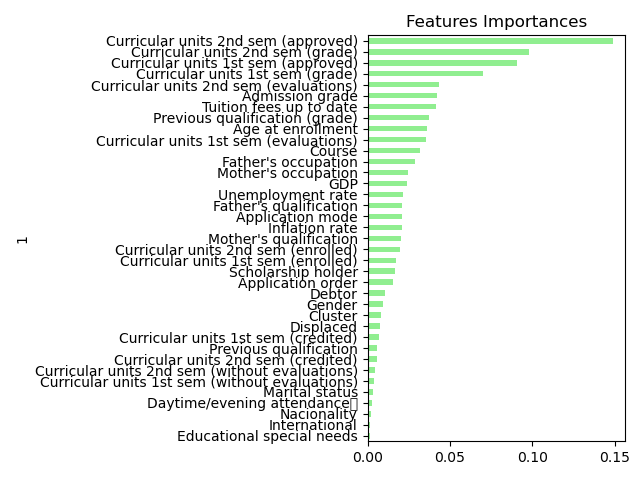 Features Importances
Curricular units 2nd sem (approved)
Curricular units 2nd sem (grade)
Curricular units 1st sem (approved)
Curricular units 1st sem (grade)
Curricular units 2nd sem (evaluations)
Admission grade
Tuition fees up to date
Previous qualification (grade)
Age at enrollment
Curricular units 1st sem (evaluations)
Course
Father's occupation
Mother's occupation
GDP
Unemployment rate
Father's qualification
Application mode
Inflation rate
Mother's qualification
Curricular units 2nd sem (enrolled)
Curricular units 1st sem (enrolled)
Scholarship holder
Application order
Debtor
Gender
Cluster
Displaced
Curricular units 1st sem (credited)
Previous qualification
Curricular units 2nd sem (credited)
Curricular units 2nd sem (without evaluations)
Curricular units 1st sem (without evaluations)
Marital status
Daytime/evening attendance
Nacionality
International
Educational special needs
1
0.00 0.05 0.10 0.15